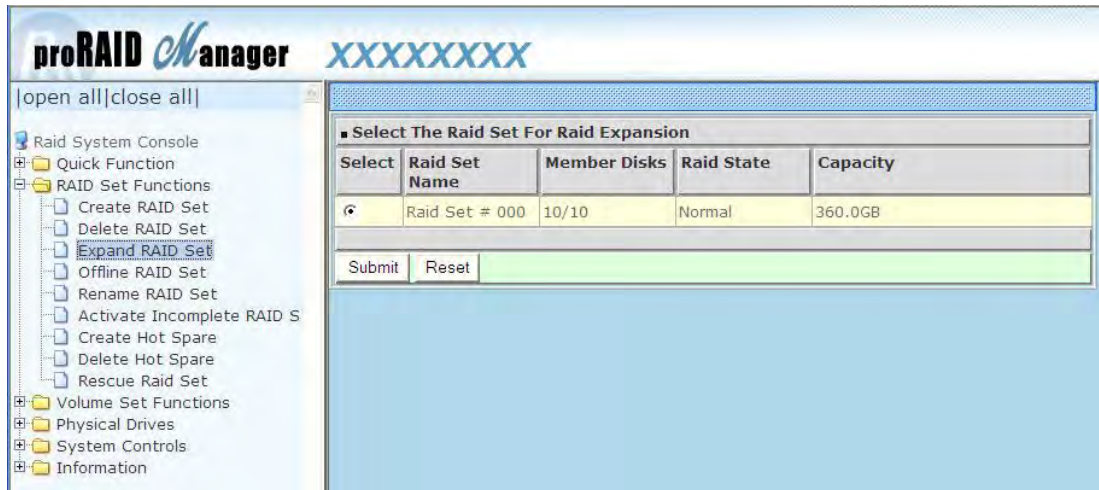 proRAID Manager XXXXXXXX
|open all|close all|
Raid System Console
Quick Function
RAID Set Functions
Create RAID Set
Delete RAID Set
Expand RAID Set
Offline RAID Set
Rename RAID Set
Activate Incomplete RAID S
Create Hot Spare
Delete Hot Spare
Rescue Raid Set
Volume Set Functions
Physical Drives
System Controls
Information
Select The Raid Set For Raid Expansion
Select Raid Set Name Member Disks Raid State Capacity
Raid Set # 000 10/10 Normal 360.0GB
Submit Reset